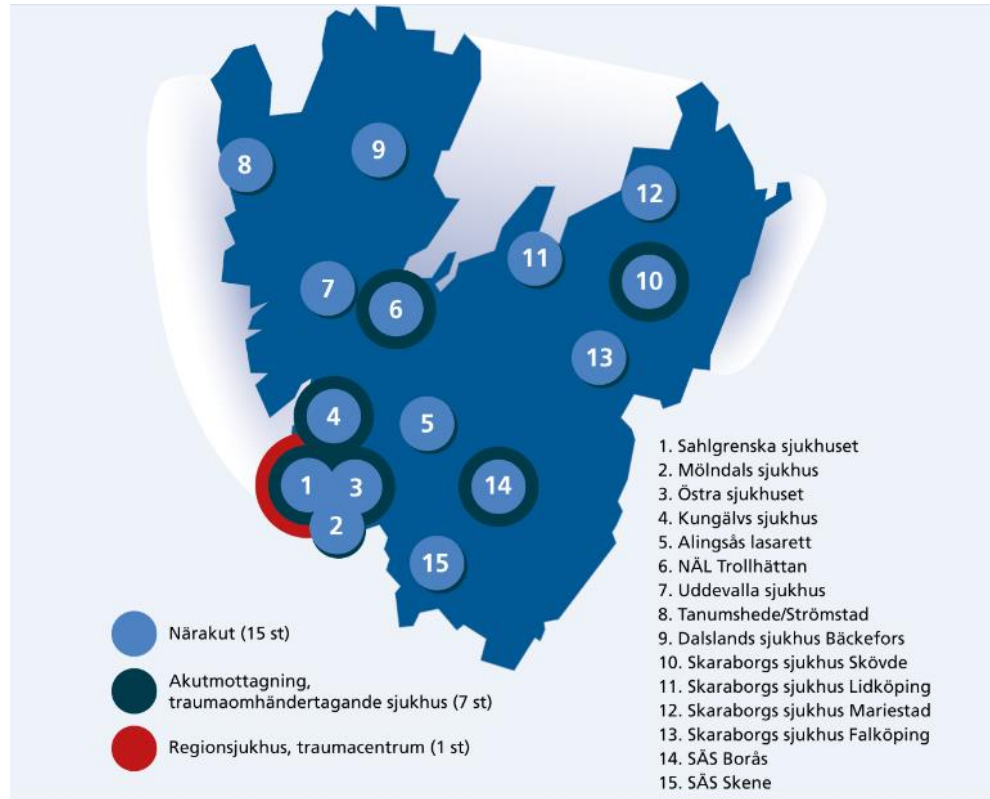 8
9
12
11
10
7
6
13
4
5
1
3
14
2
15
1. Sahlgrenska sjukhuset
2. Mölndals sjukhus
3. Östra sjukhuset
4. Kungälvs sjukhus
5. Alingsås lasarett
6. NÄL Trollhättan
7. Uddevalla sjukhus
8. Tanumshede/Strömstad
9. Dalslands sjukhus Bäckefors
10. Skaraborgs sjukhus Skövde
11. Skaraborgs sjukhus Lidköping
12. Skaraborgs sjukhus Mariestad
13. Skaraborgs sjukhus Falköping
14. SÄS Borås
15. SÄS Skene
Närakut (15 st)
Akutmottagning,
traumaomhändertagande sjukhus (7 st)
Regionsjukhus, traumacentrum (1 st)